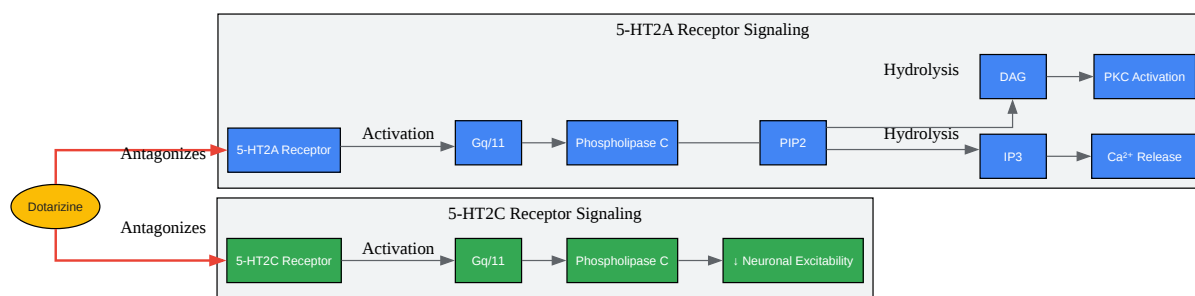 5-HT2A Receptor Signaling
Hydrolysis
DAG
PKC Activation
Activation
Hydrolysis
Antagonizes
5-HT2A Receptor
Gq/11
Phospholipase C
PIP2
IP3
Ca²⁺ Release
Dotarizine
5-HT2C Receptor Signaling
Antagonizes
Activation
5-HT2C Receptor
Gq/11
Phospholipase C
↓ Neuronal Excitability